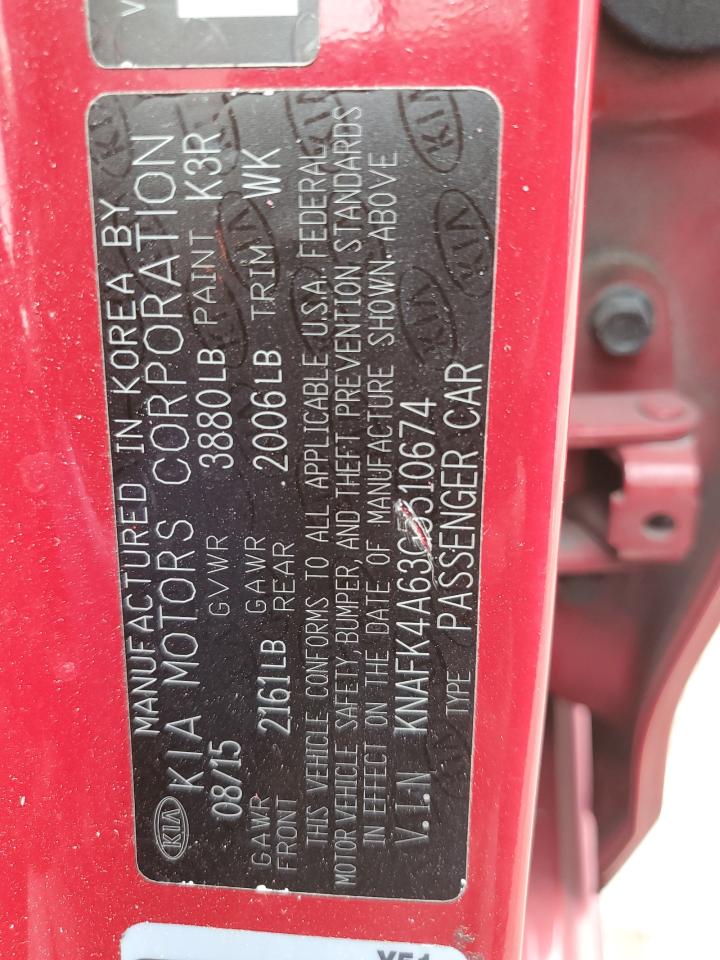 V
MANUFACTURED IN KOREA BY
KIA KIA MOTORS CORPORATION
08/15 GVWR 3880LB PAINT K3R
GAWR FRONT 2161LB GAWR REAR 2006LB TRIM WK
THIS VEHICLE CONFORMS TO ALL APPLICABLE U.S.A. FEDERAL
MOTOR VEHICLE SAFETY, BUMPER, AND THEFT PREVENTION STANDARDS
IN EFFECT ON THE DATE OF MANUFACTURE SHOWN ABOVE
V.I.N KNAFK4A63G5510674
TYPE PASSENGER CAR